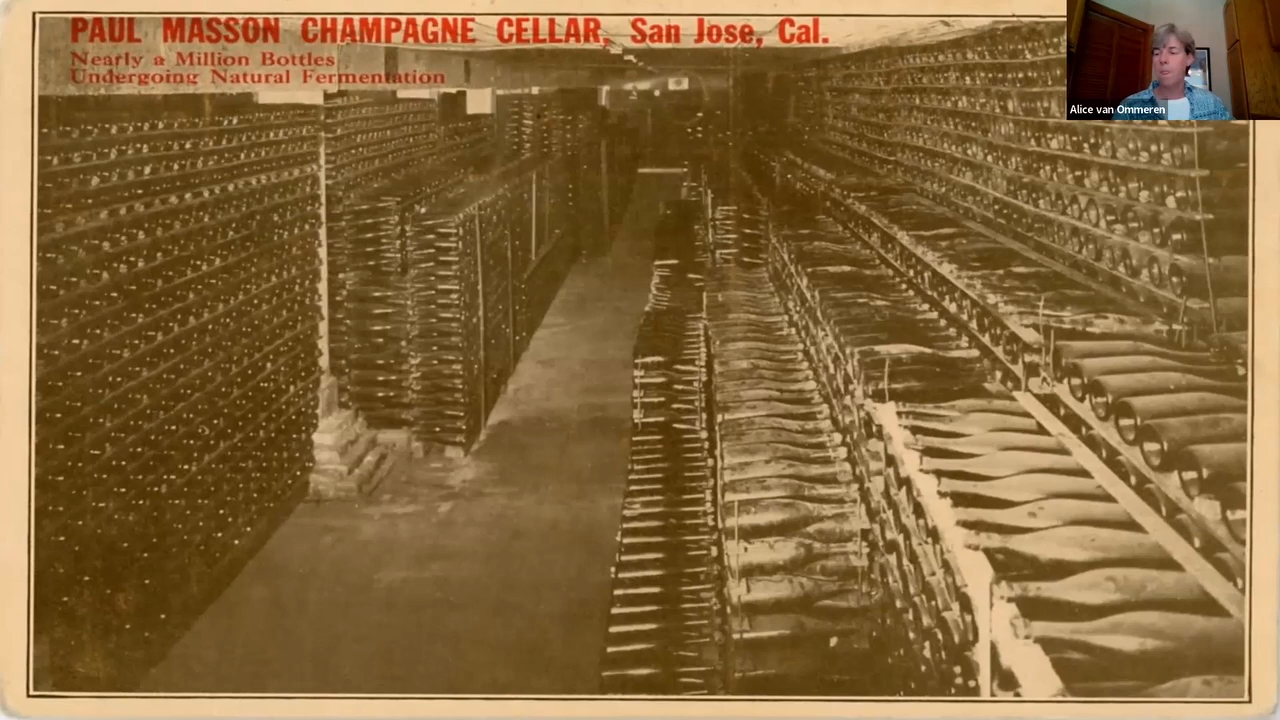 PAUL MASSON CHAMPAGNE CELLAR, San Jose, Cal.
Nearly a Million Bottles
Undergoing Natural Fermentation
Alice van Ommeren